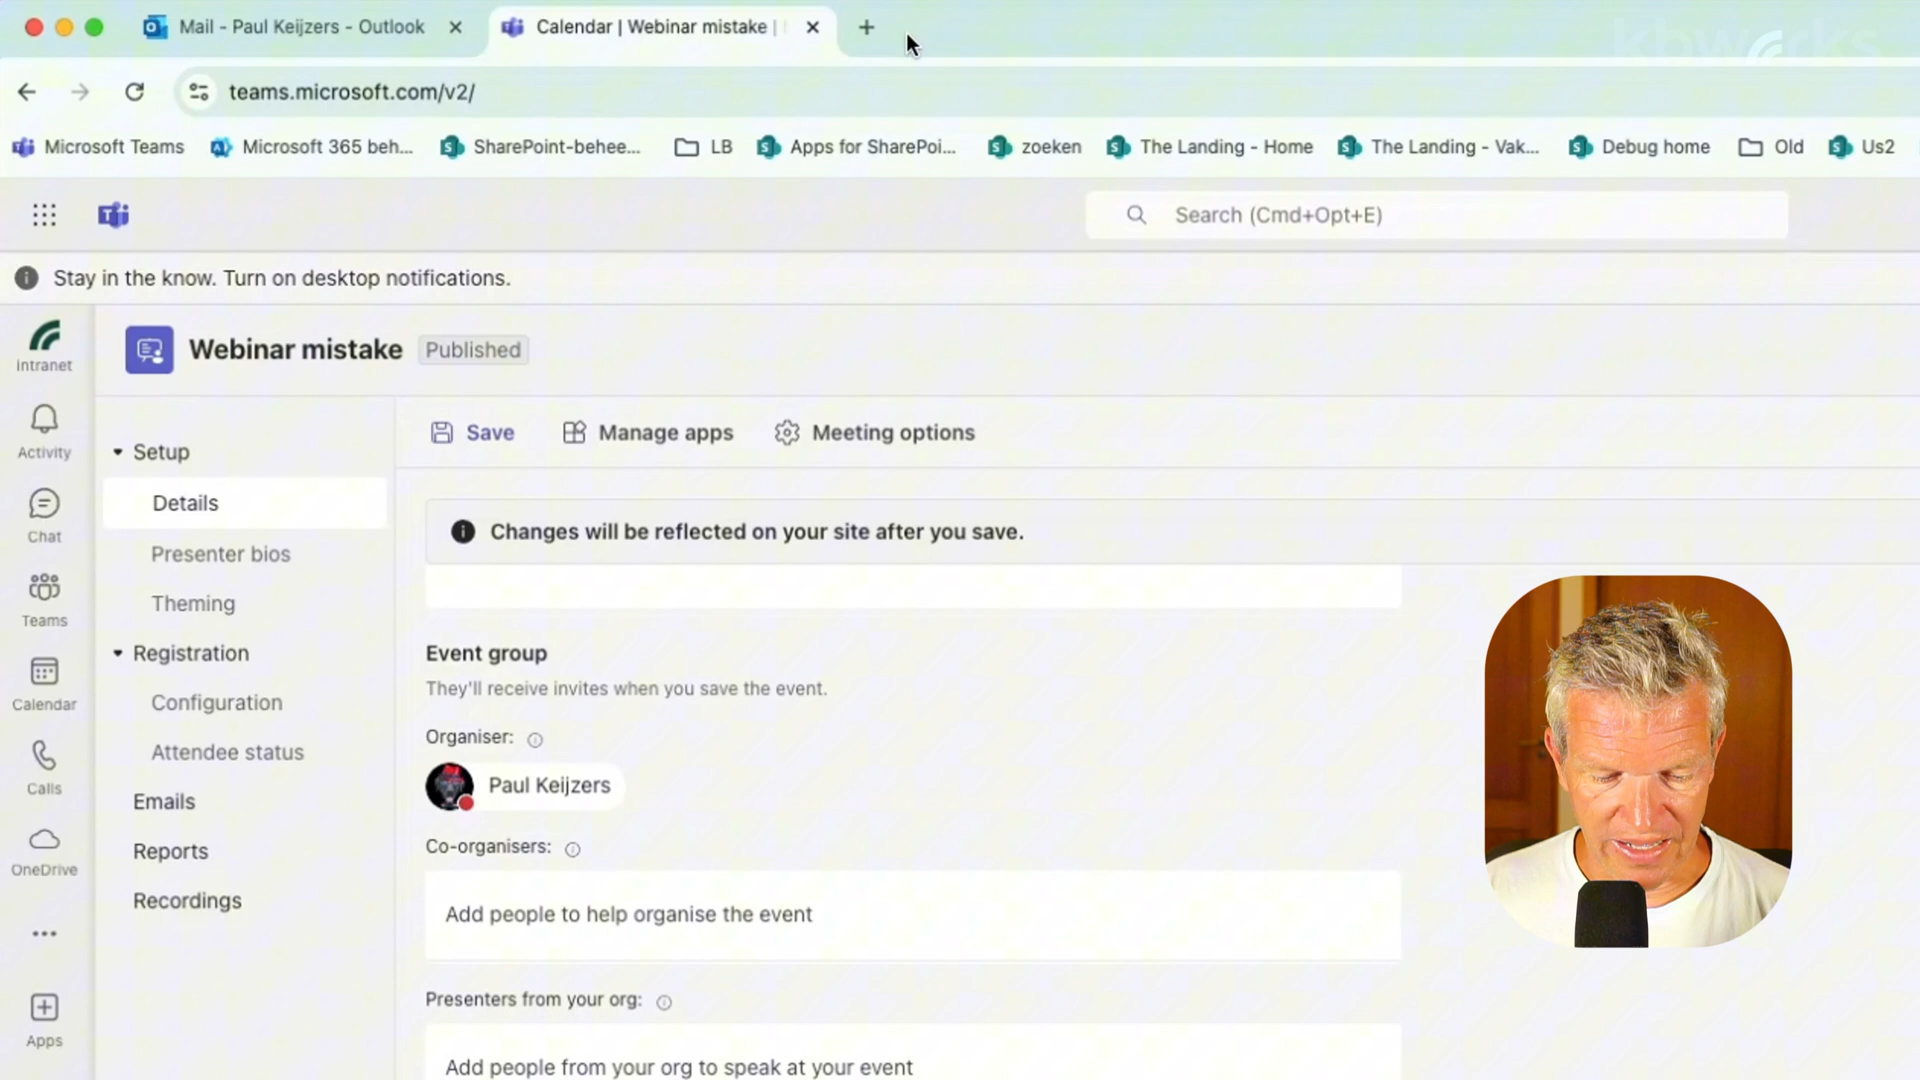 Mail - Paul Keijzers - Outlook
Calendar | Webinar mistake |
kbworks
teams.microsoft.com/v2/
Microsoft Teams
Microsoft 365 beh...
SharePoint-behee...
LB
Apps for SharePoi...
zoeken
The Landing - Home
The Landing - Vak...
Debug home
Old
Us2
Search (Cmd+Opt+E)
Stay in the know. Turn on desktop notifications.
Intranet
Activity
Chat
Teams
Calendar
Calls
OneDrive
Apps
Webinar mistake
Published
Setup
Details
Presenter bios
Theming
Registration
Configuration
Attendee status
Emails
Reports
Recordings
Save
Manage apps
Meeting options
Changes will be reflected on your site after you save.
Event group
They'll receive invites when you save the event.
Organiser:
Paul Keijzers
Co-organisers:
Add people to help organise the event
Presenters from your org:
Add people from your org to speak at your event